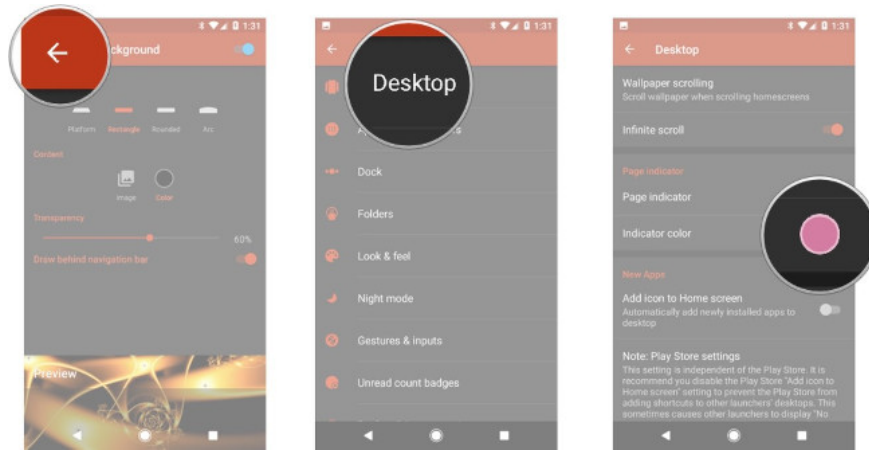 1:31
ckground
Platform Rectangle Rounded Arc
Content
Image Color
Transparency
60%
Draw behind navigation bar
Preview
1:31
Desktop
Dock
Folders
Look & feel
Night mode
Gestures & inputs
Unread count badges
1:31
Desktop
Wallpaper scrolling
Scroll wallpaper when scrolling homescreens
Infinite scroll
Page indicator
Page indicator
Indicator color
New Apps
Add icon to Home screen
Automatically add newly installed apps to
desktop
Note: Play Store settings
This setting is independent of the Play Store. It is
recommend you disable the Play Store "Add icon to
Home screen" setting to prevent the Play Store from
adding shortcuts to other launchers' desktops. This
sometimes causes other launchers to display "No